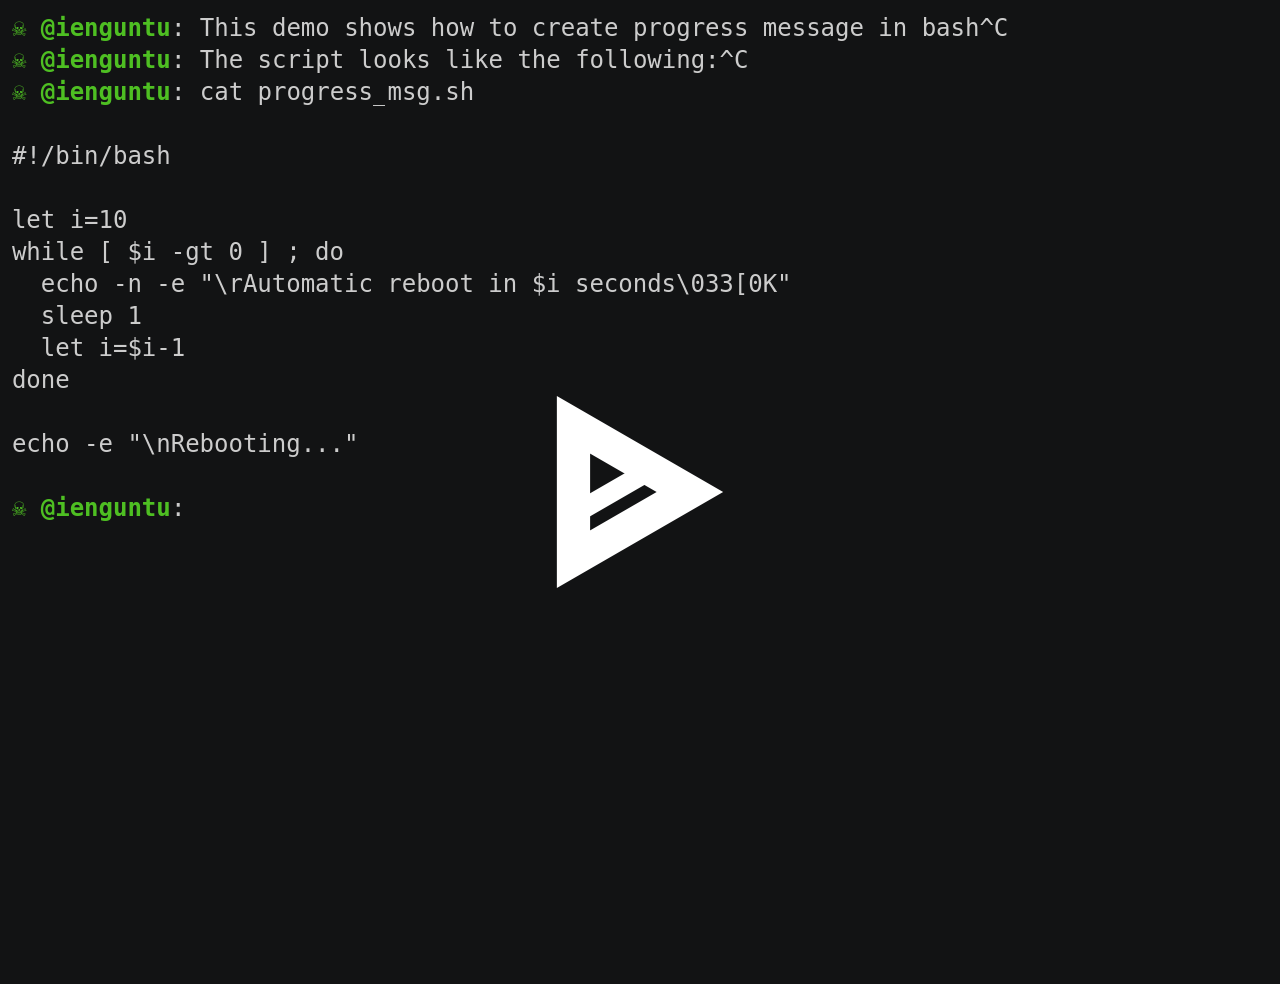 ☠ @ienguntu: This demo shows how to create progress message in bash^C
☠ @ienguntu: The script looks like the following:^C
☠ @ienguntu: cat progress_msg.sh
#!/bin/bash
let i=10
while [ $i -gt 0 ] ; do
  echo -n -e "\rAutomatic reboot in $i seconds\033[0K"
  sleep 1
  let i=$i-1
done
echo -e "\nRebooting..."
☠ @ienguntu: